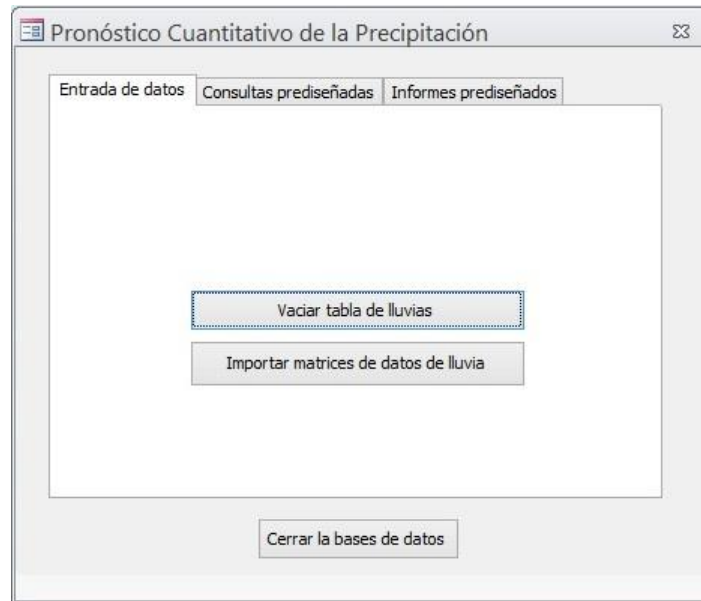 Pronóstico Cuantitativo de la Precipitación
Entrada de datos Consultas prediseñadas Informes prediseñados
Vaciar tabla de lluvias
Importar matrices de datos de lluvia
Cerrar la bases de datos